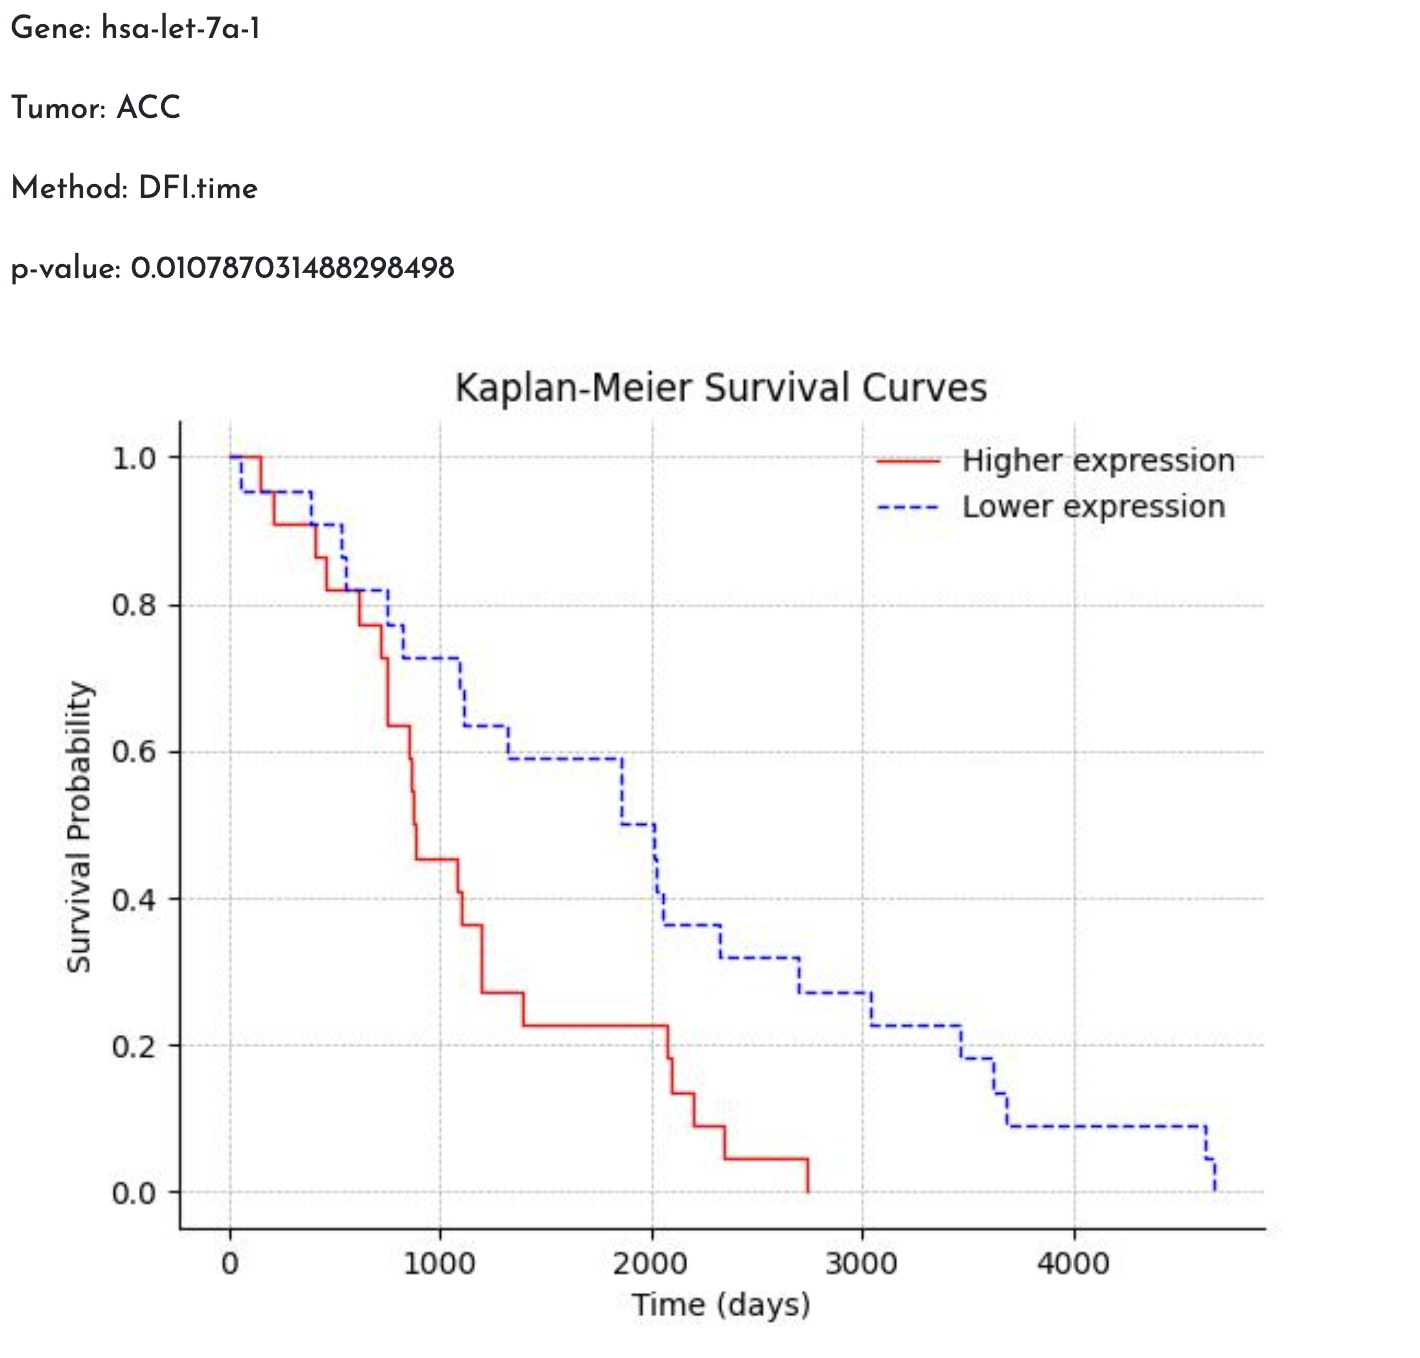 Gene: hsa-let-7a-1
Tumor: ACC
Method: DFI.time
p-value: 0.010787031488298498
Kaplan-Meier Survival Curves
Higher expression
Lower expression
Survival Probability
1.0
0.8
0.6
0.4
0.2
0.0
0 1000 2000 3000 4000
Time (days)